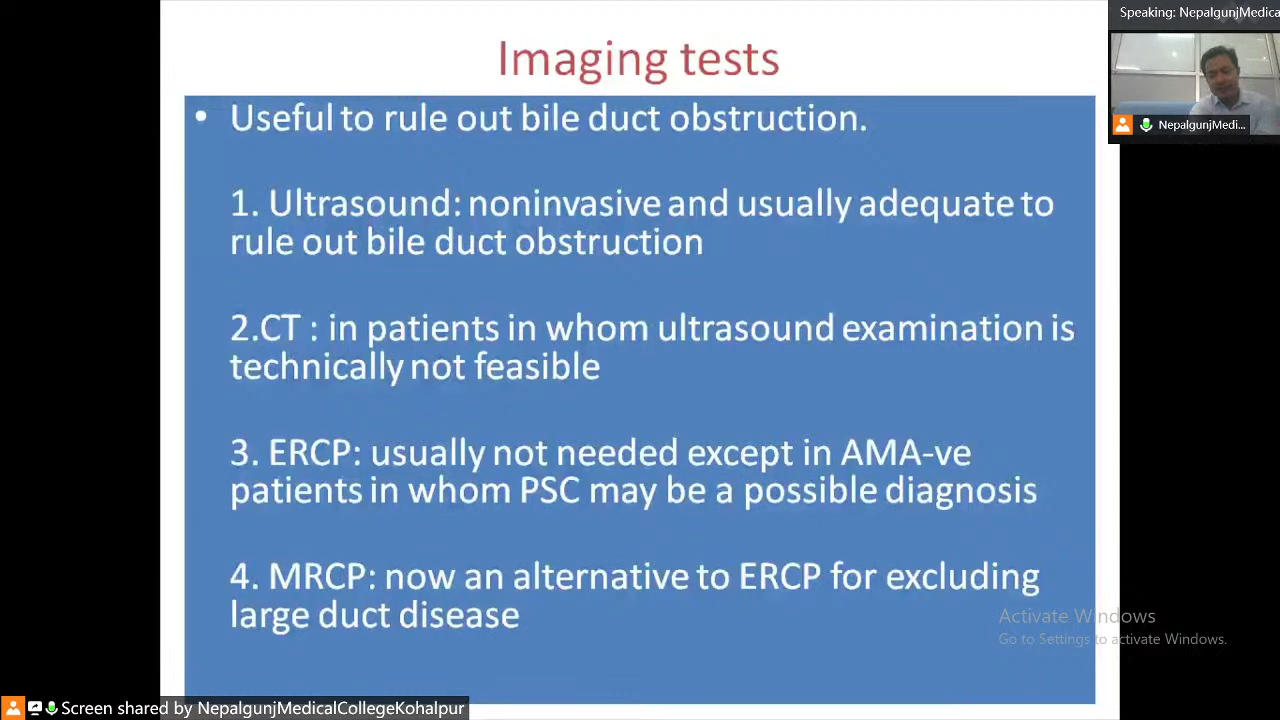 Speaking: NepalgunjMedica
Imaging tests
• Useful to rule out bile duct obstruction.
1. Ultrasound: noninvasive and usually adequate to
rule out bile duct obstruction
2.CT : in patients in whom ultrasound examination is
technically not feasible
3. ERCP: usually not needed except in AMA-ve
patients in whom PSC may be a possible diagnosis
4. MRCP: now an alternative to ERCP for excluding
large duct disease
NepalgunjMedi...
Activate Windows
Go to Settings to activate Windows.
Screen shared by NepalgunjMedicalCollegeKohalpur